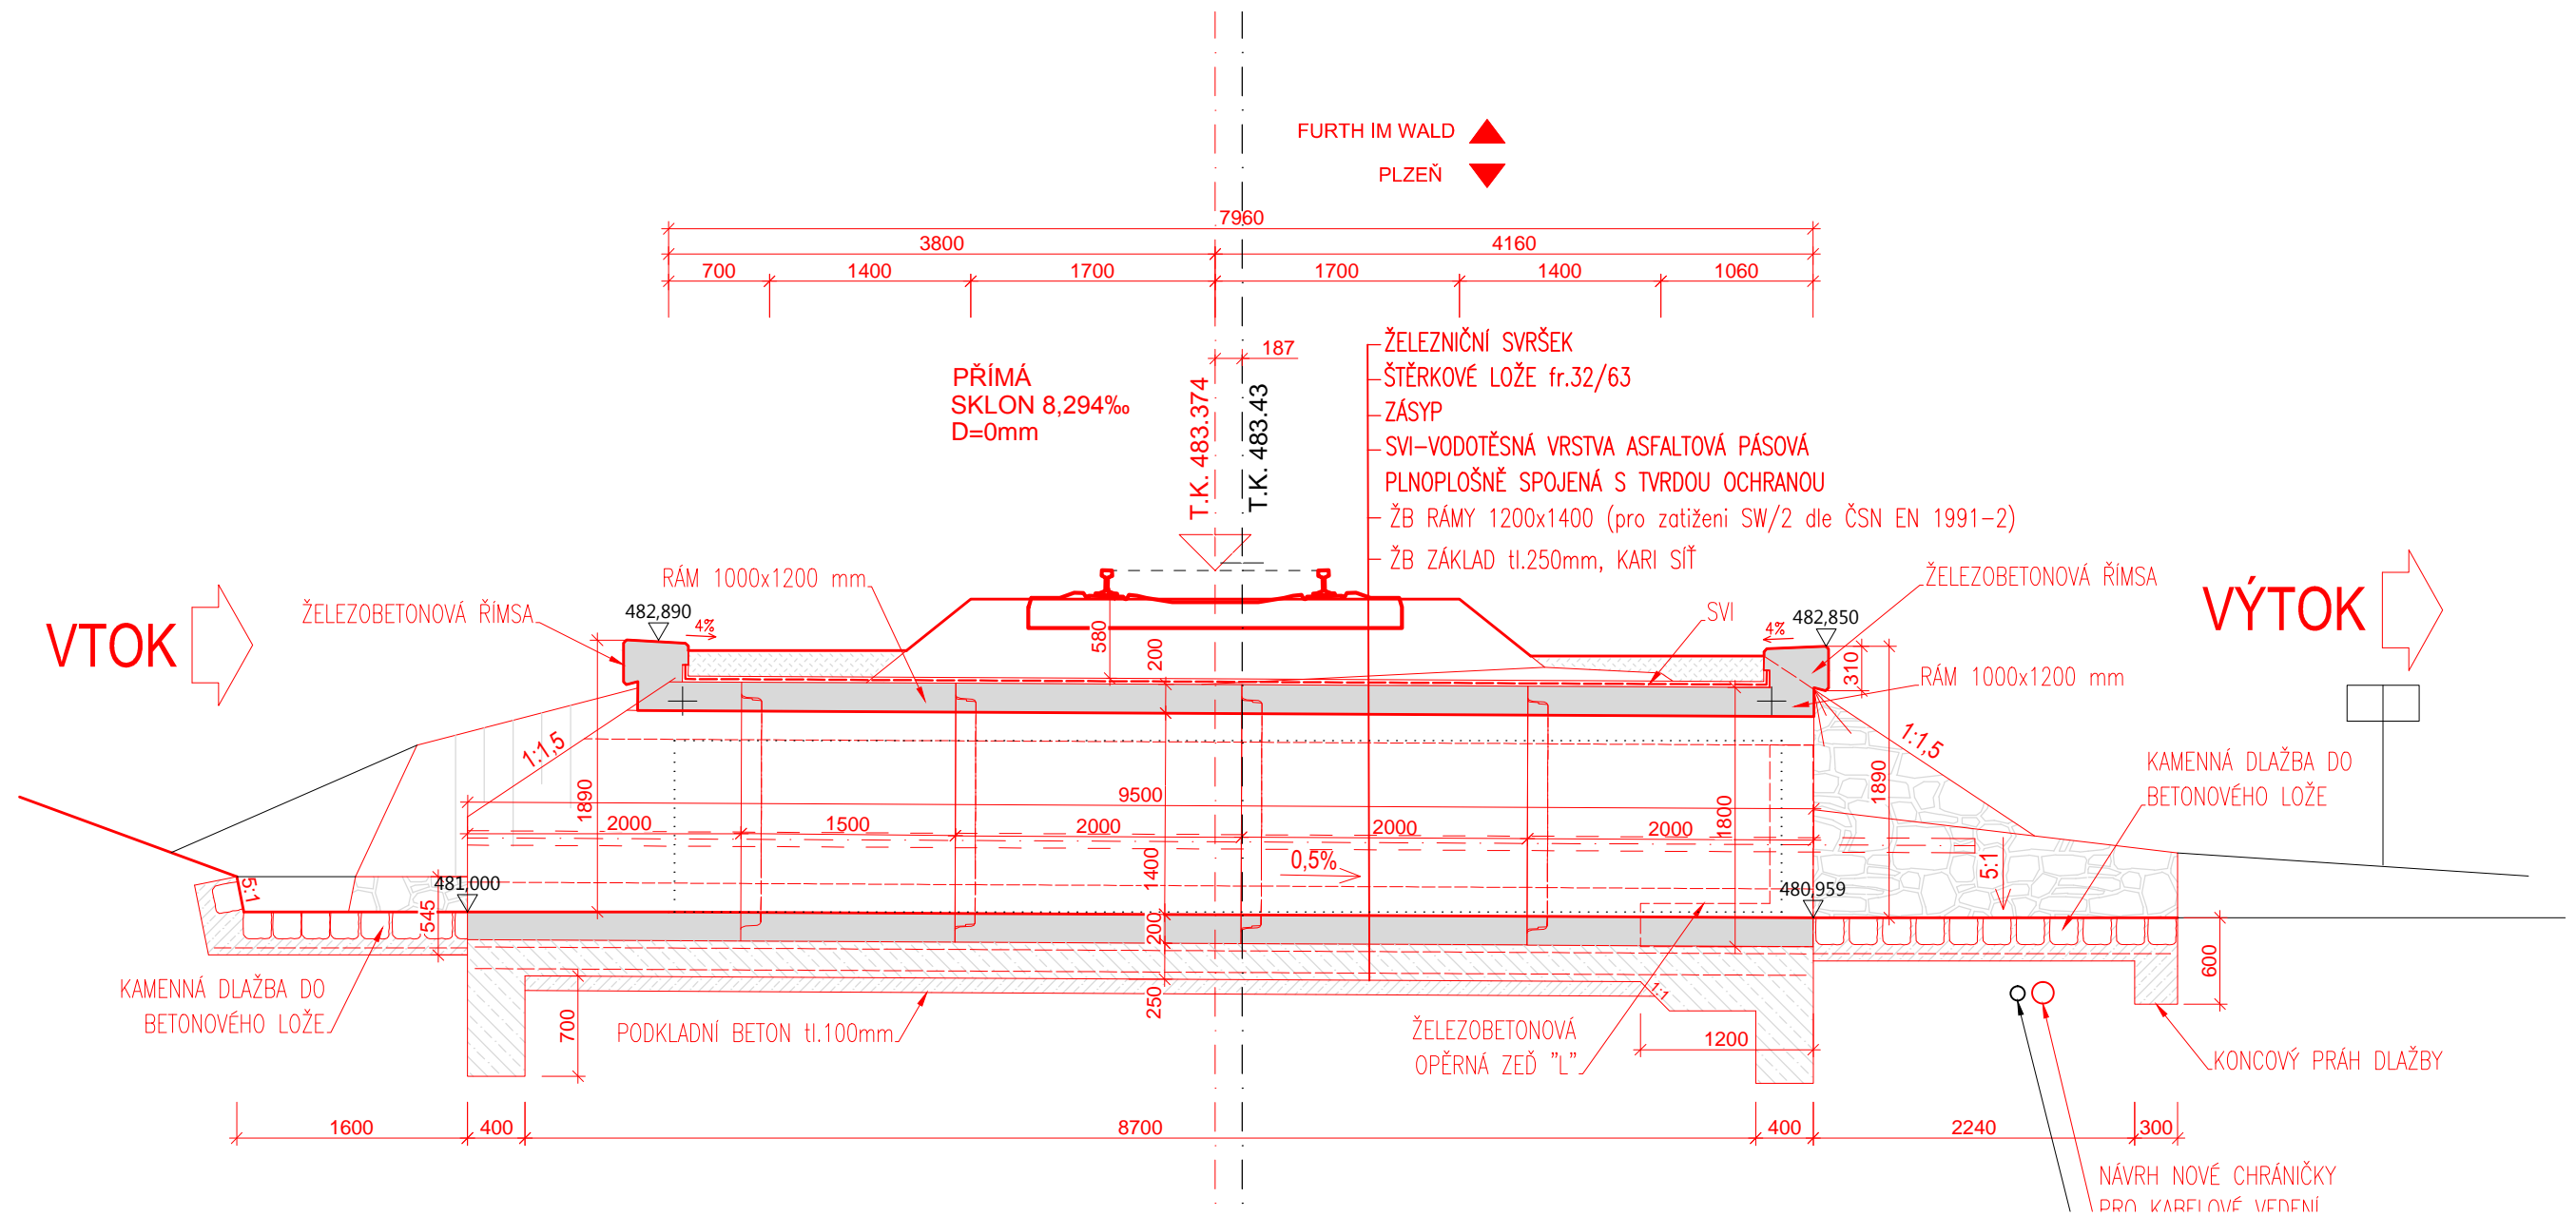 FURTH IM WALD
PLZEŇ
7960
3800 4160
700 1400 1700 1700 1400 1060
187
PŘÍMÁ
SKLON 8,294‰
D=0mm
T.K. 483.374
T.K. 483.43
ŽELEZNIČNÍ SVRŠEK
ŠTĚRKOVÉ LOŽE fr.32/63
ZÁSYP
SVI-VODOTĚSNÁ VRSTVA ASFALTOVÁ PÁSOVÁ
PLNOPLOŠNĚ SPOJENÁ S TVRDOU OCHRANOU
ŽB RÁMY 1200x1400 (pro zatiženi SW/2 dle ČSN EN 1991-2)
ŽB ZÁKLAD tl.250mm, KARI SÍŤ
RÁM 1000x1200 mm
ŽELEZOBETONOVÁ ŘÍMSA
ŽELEZOBETONOVÁ ŘÍMSA
VTOK
VÝTOK
482,890
4%
580
200
SVI
4%
482,850
310
RÁM 1000x1200 mm
1:1,5
1:1,5
1890
1890
KAMENNÁ DLAŽBA DO
BETONOVÉHO LOŽE
9500
2000 1500 2000 2000 2000
1800
1400
0,5%
5:1
5:1
481,000
480,959
545
200
250
600
700
1:1
KAMENNÁ DLAŽBA DO
BETONOVÉHO LOŽE
PODKLADNÍ BETON tl.100mm
ŽELEZOBETONOVÁ
OPĚRNÁ ZEĎ "L"
1200
KONCOVÝ PRÁH DLAŽBY
1600 400 8700 400 2240 300
NÁVRH NOVÉ CHRÁNIČKY
PRO KABELOVÉ VEDENÍ